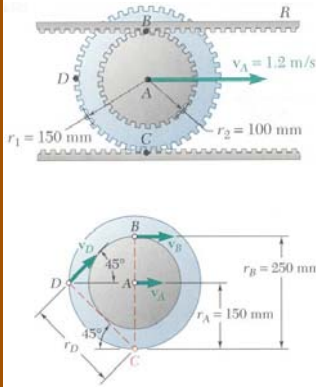 B
R
v_A = 1.2 m/s
D
A
r_1 = 150 mm
r_2 = 100 mm
C
B
v_D
v_B
45°
D
A
v_A
r_B = 250 mm
r_A = 150 mm
45°
r_D
C